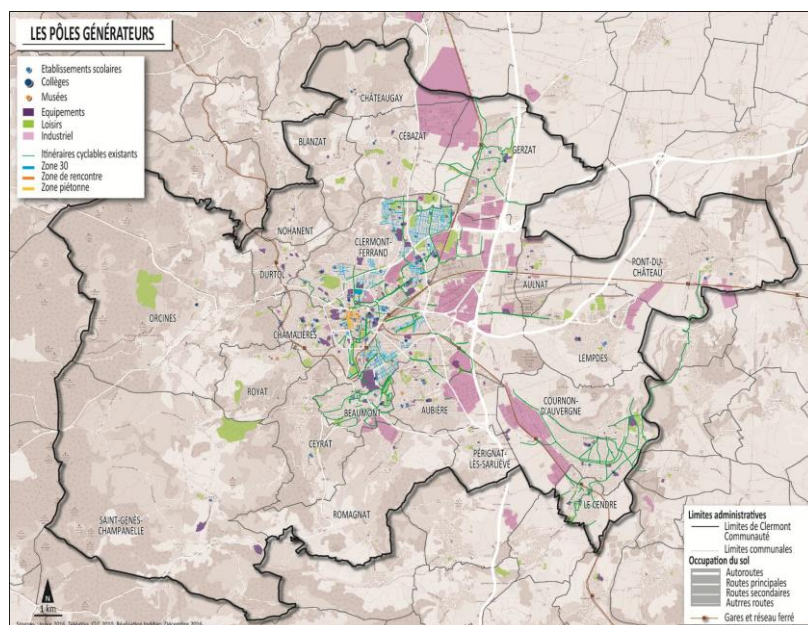 LES PÔLES GÉNÉRATEURS
Etablissements scolaires
Collèges
Musées
Equipements
Loisirs
Industriel
Itinéraires cyclables existants
Zone 30
Zone de rencontre
Zone piétonne
CHÂTEAUGAY
BLANZAT
CÉBAZAT
GERZAT
NOHANENT
CLERMONT-
FERRAND
DURTOL
PONT-DU-
CHÂTEAU
AULNAT
ORCINES
CHAMALIÈRES
LEMPDES
ROYAT
COURNON-
D'AUVERGNE
BEAUMONT
AUBIÈRE
CEYRAT
PÉRIGNAT-
LÈS-SARLIÈVE
LE-CENDRE
ROMAGNAT
SAINT-GENÈS-
CHAMPANELLE
Limites administratives
Limites de Clermont
Communauté
Limites communales
Occupation du sol
Autoroutes
Routes principales
Routes secondaires
Autrres routes
Gares et réseau ferré
N
1 km